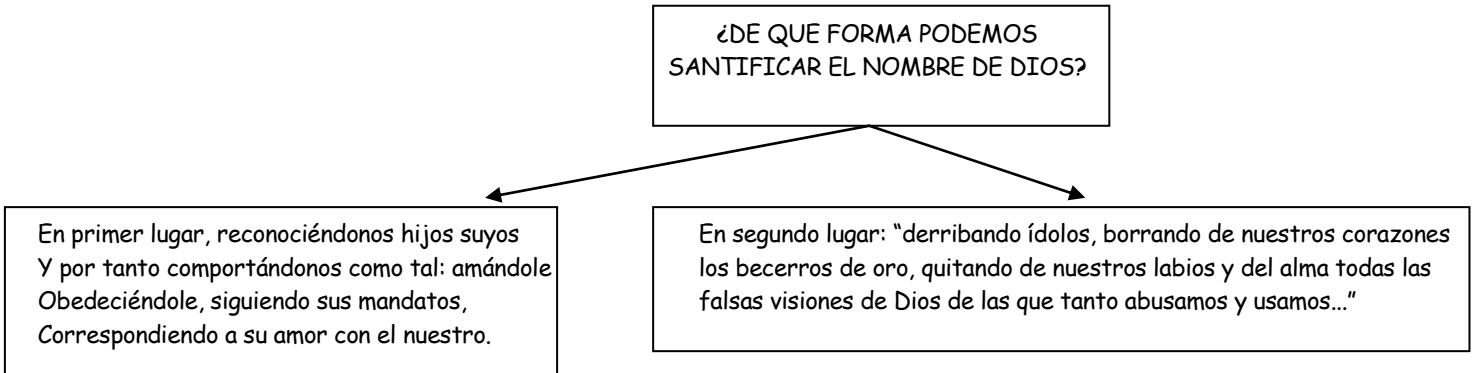 ¿DE QUE FORMA PODEMOS
SANTIFICAR EL NOMBRE DE DIOS?
En primer lugar, reconociéndonos hijos suyos
Y por tanto comportándonos como tal: amándole
Obedeciéndole, siguiendo sus mandatos,
Correspondiendo a su amor con el nuestro.
En segundo lugar: “derribando ídolos, borrando de nuestros corazones
los becerros de oro, quitando de nuestros labios y del alma todas las
falsas visiones de Dios de las que tanto abusamos y usamos...”